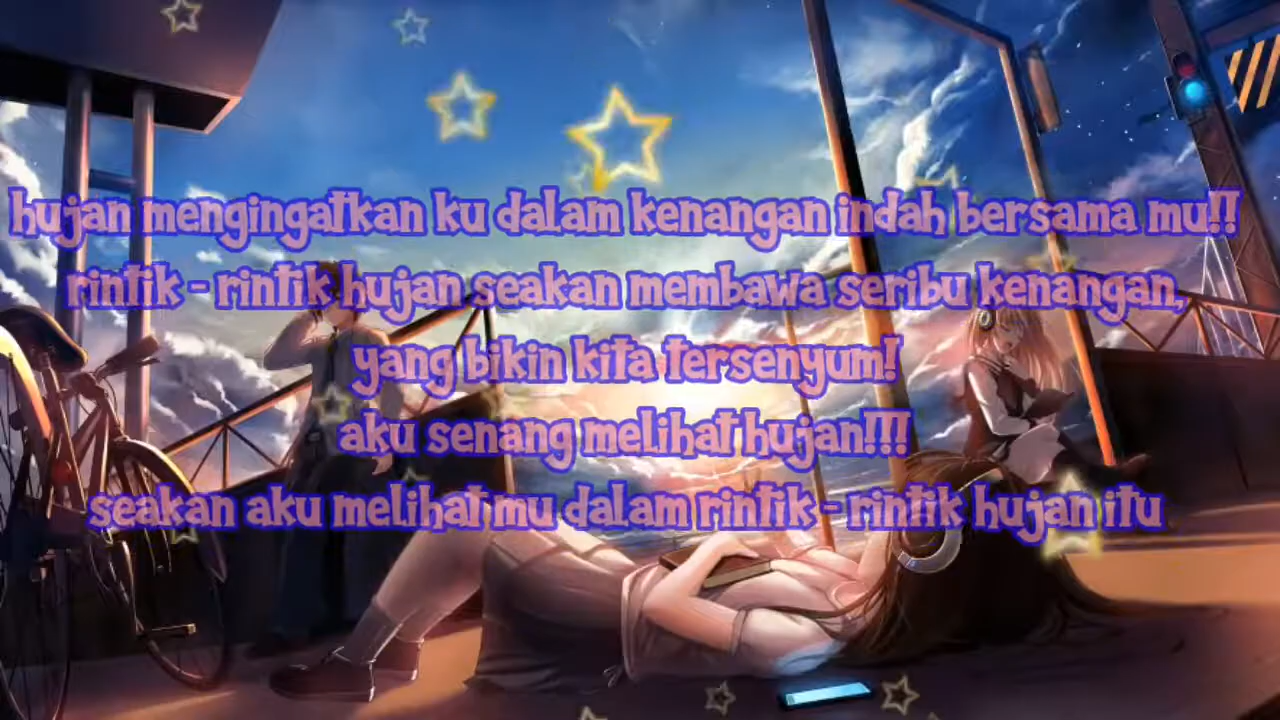 hujan mengingatkan ku dalam kenangan indah bersama mu!!
rintik - rintik hujan seakan membawa seribu kenangan,
yang bikin kita tersenyum!
aku senang melihat hujan!!!
seakan aku melihat mu dalam rintik - rintik hujan itu